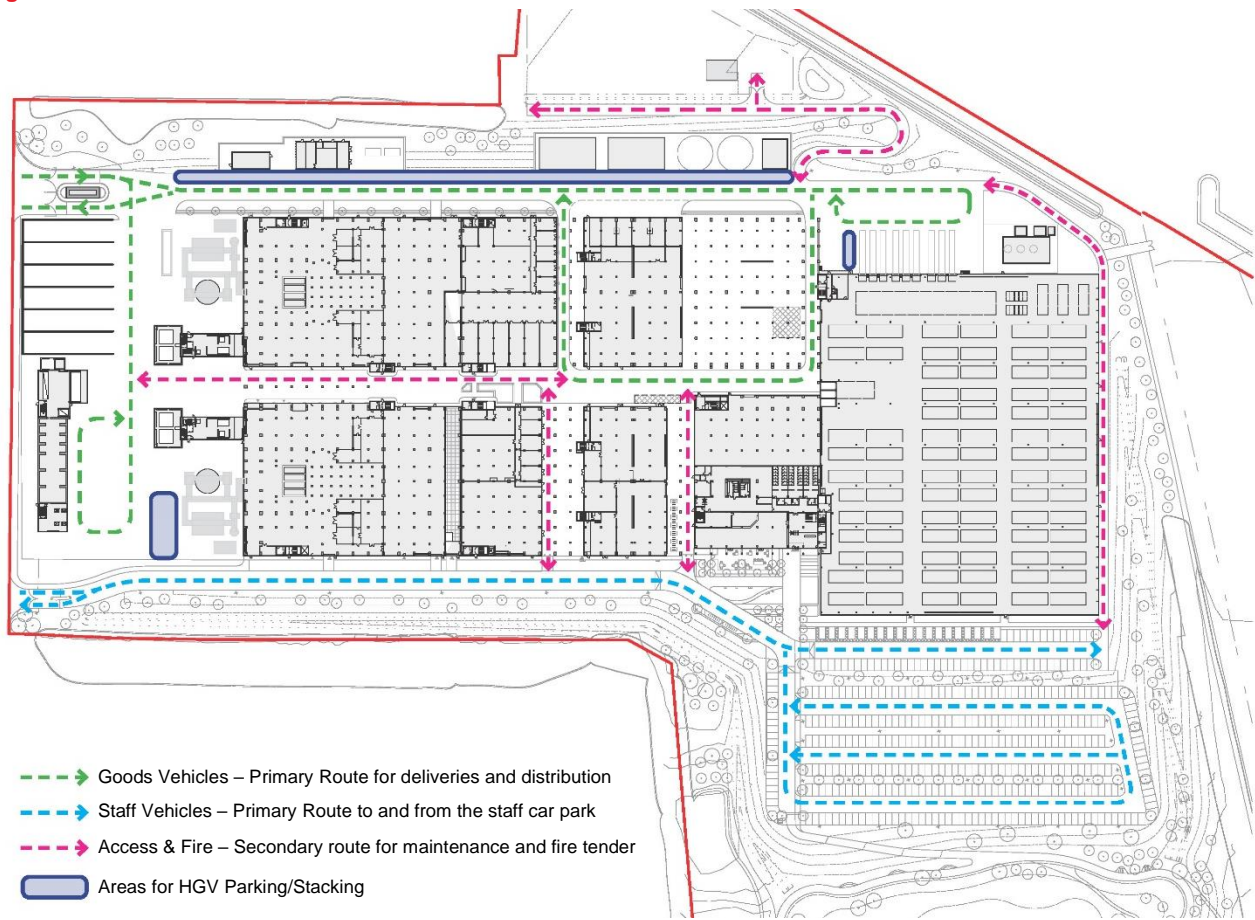 Goods Vehicles – Primary Route for deliveries and distribution
Staff Vehicles – Primary Route to and from the staff car park
Access & Fire – Secondary route for maintenance and fire tender
Areas for HGV Parking/Stacking